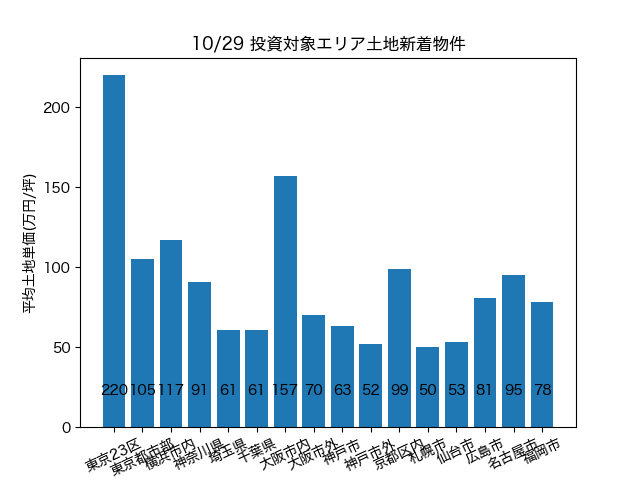 10/29 投資対象エリア土地新着物件
平均土地単価(万円/坪)
200
150
100
50
0
220 105 117 91 61 61 157 70 63 52 99 50 53 81 95 78
東京23区 東京都市部 横浜市内 神奈川県 埼玉県 千葉県 大阪市内 大阪市外 神戸市 神戸市外 京都区内 札幌市 仙台市 広島市 名古屋市 福岡市